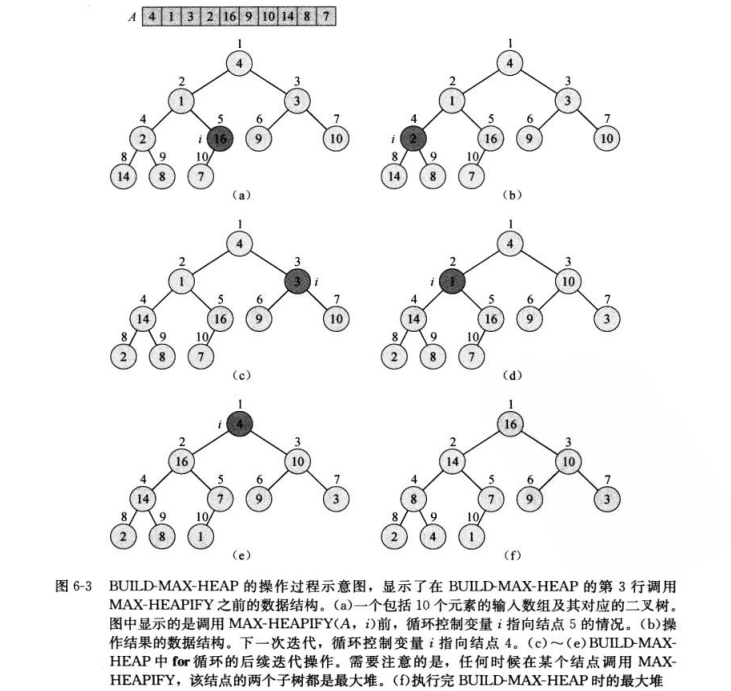 A 4 1 3 2 16 9 10 14 8 7
1
4
2 3
1 3
4 5 6 7
2 i 16 9 10
8 9 10
14 8 7
(a)
1
4
2 3
1 3
4 5 6 7
i 2 16 9 10
8 9 10
14 8 7
(b)
1
4
2 3
1 3 i
4 5 6 7
14 16 9 10
8 9 10
2 8 7
(c)
1
4
2 3
i 1 10
4 5 6 7
14 16 9 3
8 9 10
2 8 7
(d)
1
i 4
2 3
16 10
4 5 6 7
14 7 9 3
8 9 10
2 8 1
(e)
1
16
2 3
14 10
4 5 6 7
8 7 9 3
8 9 10
2 4 1
(f)
图 6-3 BUILD-MAX-HEAP 的操作过程示意图，显示了在 BUILD-MAX-HEAP 的第 3 行调用
MAX-HEAPIFY 之前的数据结构。(a)一个包括 10 个元素的输入数组及其对应的二叉树。
图中显示的是调用 MAX-HEAPIFY(A，i)前，循环控制变量 i 指向结点 5 的情况。(b)操
作结果的数据结构。下一次迭代，循环控制变量 i 指向结点 4。(c)～(e)BUILD-MAX-
HEAP 中 for 循环的后续迭代操作。需要注意的是，任何时候在某个结点调用 MAX-
HEAPIFY，该结点的两个子树都是最大堆。(f)执行完 BUILD-MAX-HEAP 时的最大堆